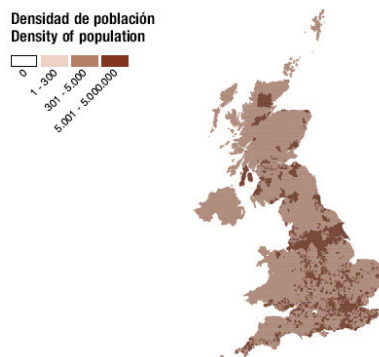 Densidad de población
Density of population
0
1 - 300
301 - 5.000
5.001 - 5.000.000